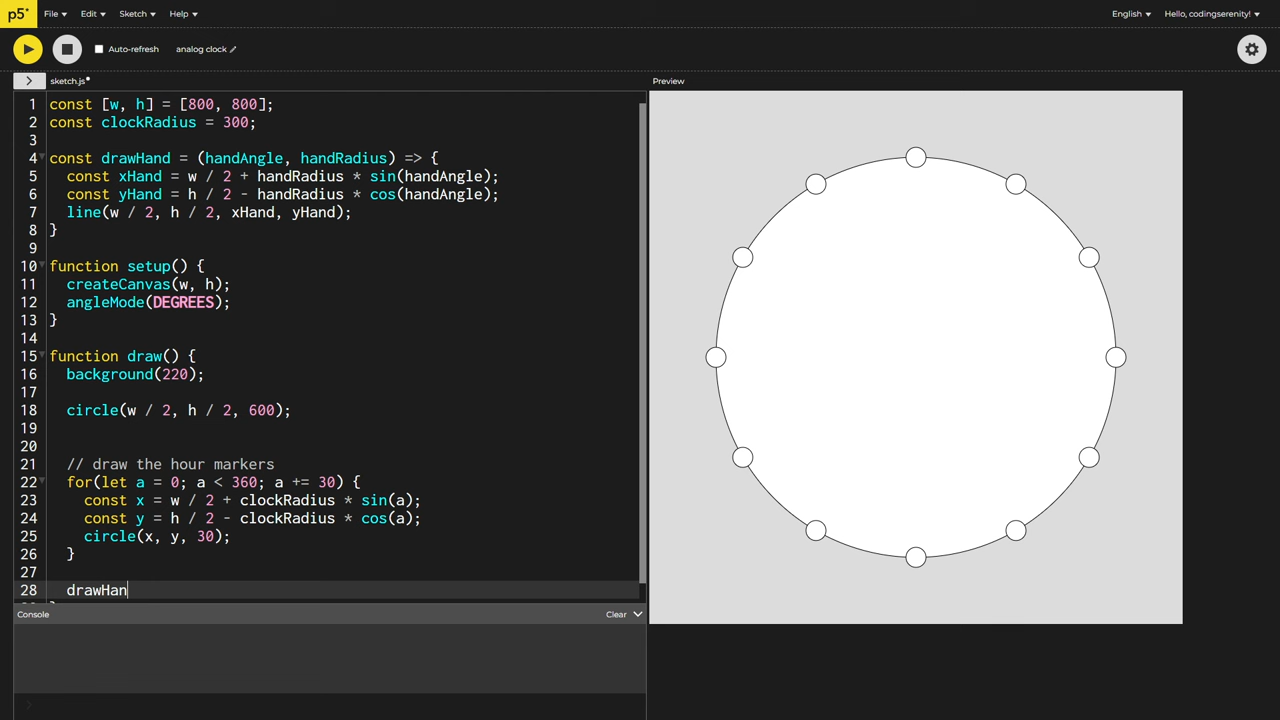 p5* File Edit Sketch Help English Hello, codingserenity!
Auto-refresh analog clock
> sketch.js• Preview
1 const [w, h] = [800, 800];
2 const clockRadius = 300;
3
4 const drawHand = (handAngle, handRadius) => {
5 const xHand = w / 2 + handRadius * sin(handAngle);
6 const yHand = h / 2 - handRadius * cos(handAngle);
7 line(w / 2, h / 2, xHand, yHand);
8 }
9
10 function setup() {
11 createCanvas(w, h);
12 angleMode(DEGREES);
13 }
14
15 function draw() {
16 background(220);
17
18 circle(w / 2, h / 2, 600);
19
20
21 // draw the hour markers
22 for(let a = 0; a < 360; a += 30) {
23 const x = w / 2 + clockRadius * sin(a);
24 const y = h / 2 - clockRadius * cos(a);
25 circle(x, y, 30);
26 }
27
28 drawHan
Console Clear
>